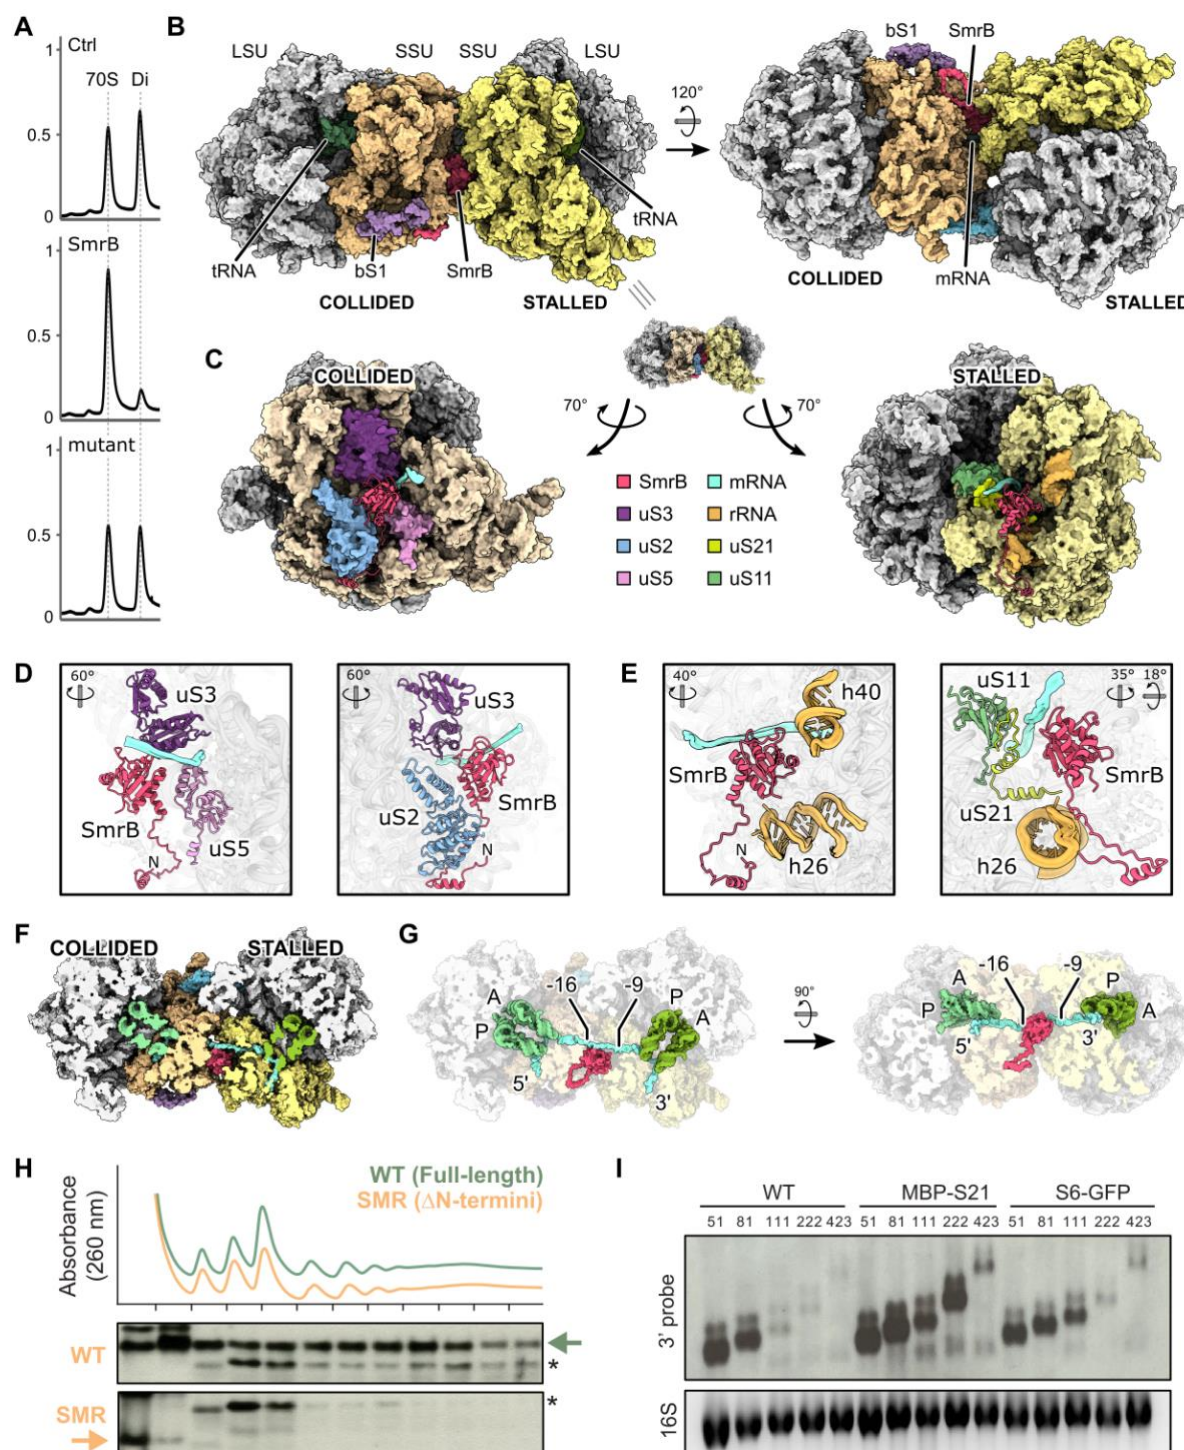 A
Ctrl
1
70S Di
0.5
0
SmrB
1
0.5
0
mutant
1
0.5
0
B
LSU SSU SSU LSU
tRNA
bS1
SmrB
tRNA
COLLIDED STALLED
120°
bS1 SmrB
mRNA
COLLIDED
STALLED
C
COLLIDED
70° 70°
STALLED
SmrB mRNA
uS3 rRNA
uS2 uS21
uS5 uS11
D
60°
uS3
SmrB
N
uS5
60°
uS3
uS2
SmrB
N
E
40°
h40
SmrB
N
h26
uS11
35° 18°
SmrB
uS21
h26
F
COLLIDED STALLED
G
-16 -9
A
P
P
A
5'
3'
90°
-16 -9
A
P
P
A
5'
3'
H
WT (Full-length)
SMR (ΔN-termini)
Absorbance
(260 nm)
WT
*
SMR
*
I
WT MBP-S21 S6-GFP
51 81 111 222 423 51 81 111 222 423 51 81 111 222 423
3' probe
16S